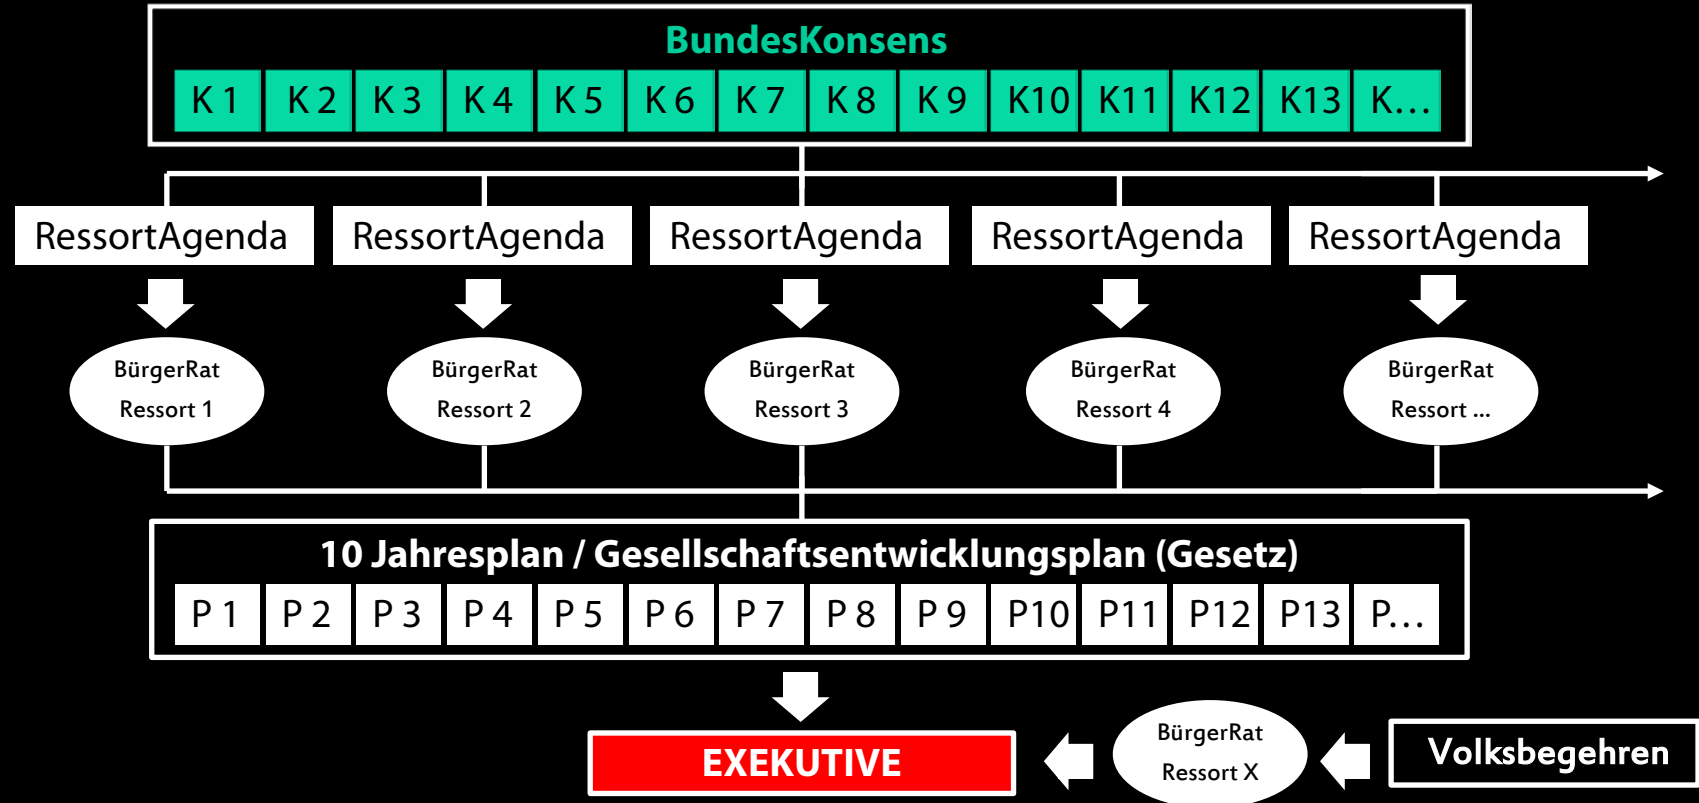 BundesKonsens
K 1 K 2 K 3 K 4 K 5 K 6 K 7 K 8 K 9 K10 K11 K12 K13 K...
RessortAgenda RessortAgenda RessortAgenda RessortAgenda RessortAgenda
BürgerRat BürgerRat BürgerRat BürgerRat BürgerRat
Ressort 1 Ressort 2 Ressort 3 Ressort 4 Ressort ...
10 Jahresplan / Gesellschaftsentwicklungsplan (Gesetz)
P 1 P 2 P 3 P 4 P 5 P 6 P 7 P 8 P 9 P10 P11 P12 P13 P...
EXEKUTIVE
BürgerRat
Ressort X
Volksbegehren